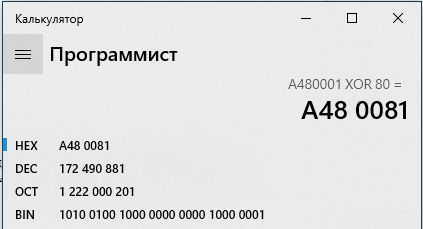 Калькулятор
Программист
A480001 XOR 80 =
A48 0081
HEX A48 0081
DEC 172 490 881
OCT 1 222 000 201
BIN 1010 0100 1000 0000 0000 1000 0001